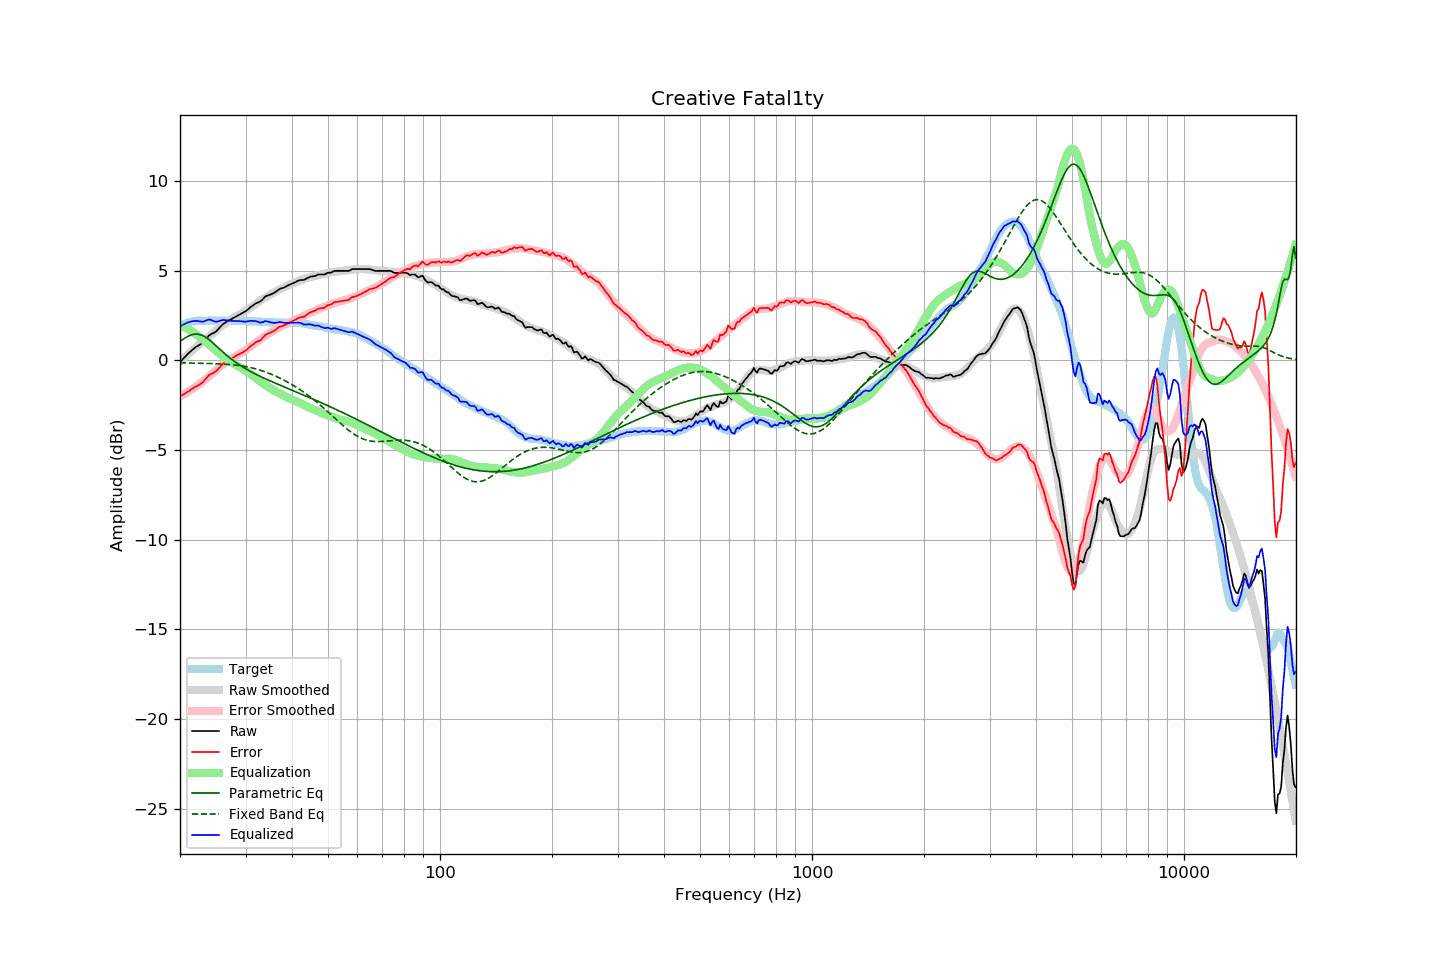 Creative Fatal1ty
Amplitude (dBr)
10
5
0
−5
−10
−15
−20
−25
Target
Raw Smoothed
Error Smoothed
Raw
Error
Equalization
Parametric Eq
Fixed Band Eq
Equalized
100
1000
10000
Frequency (Hz)